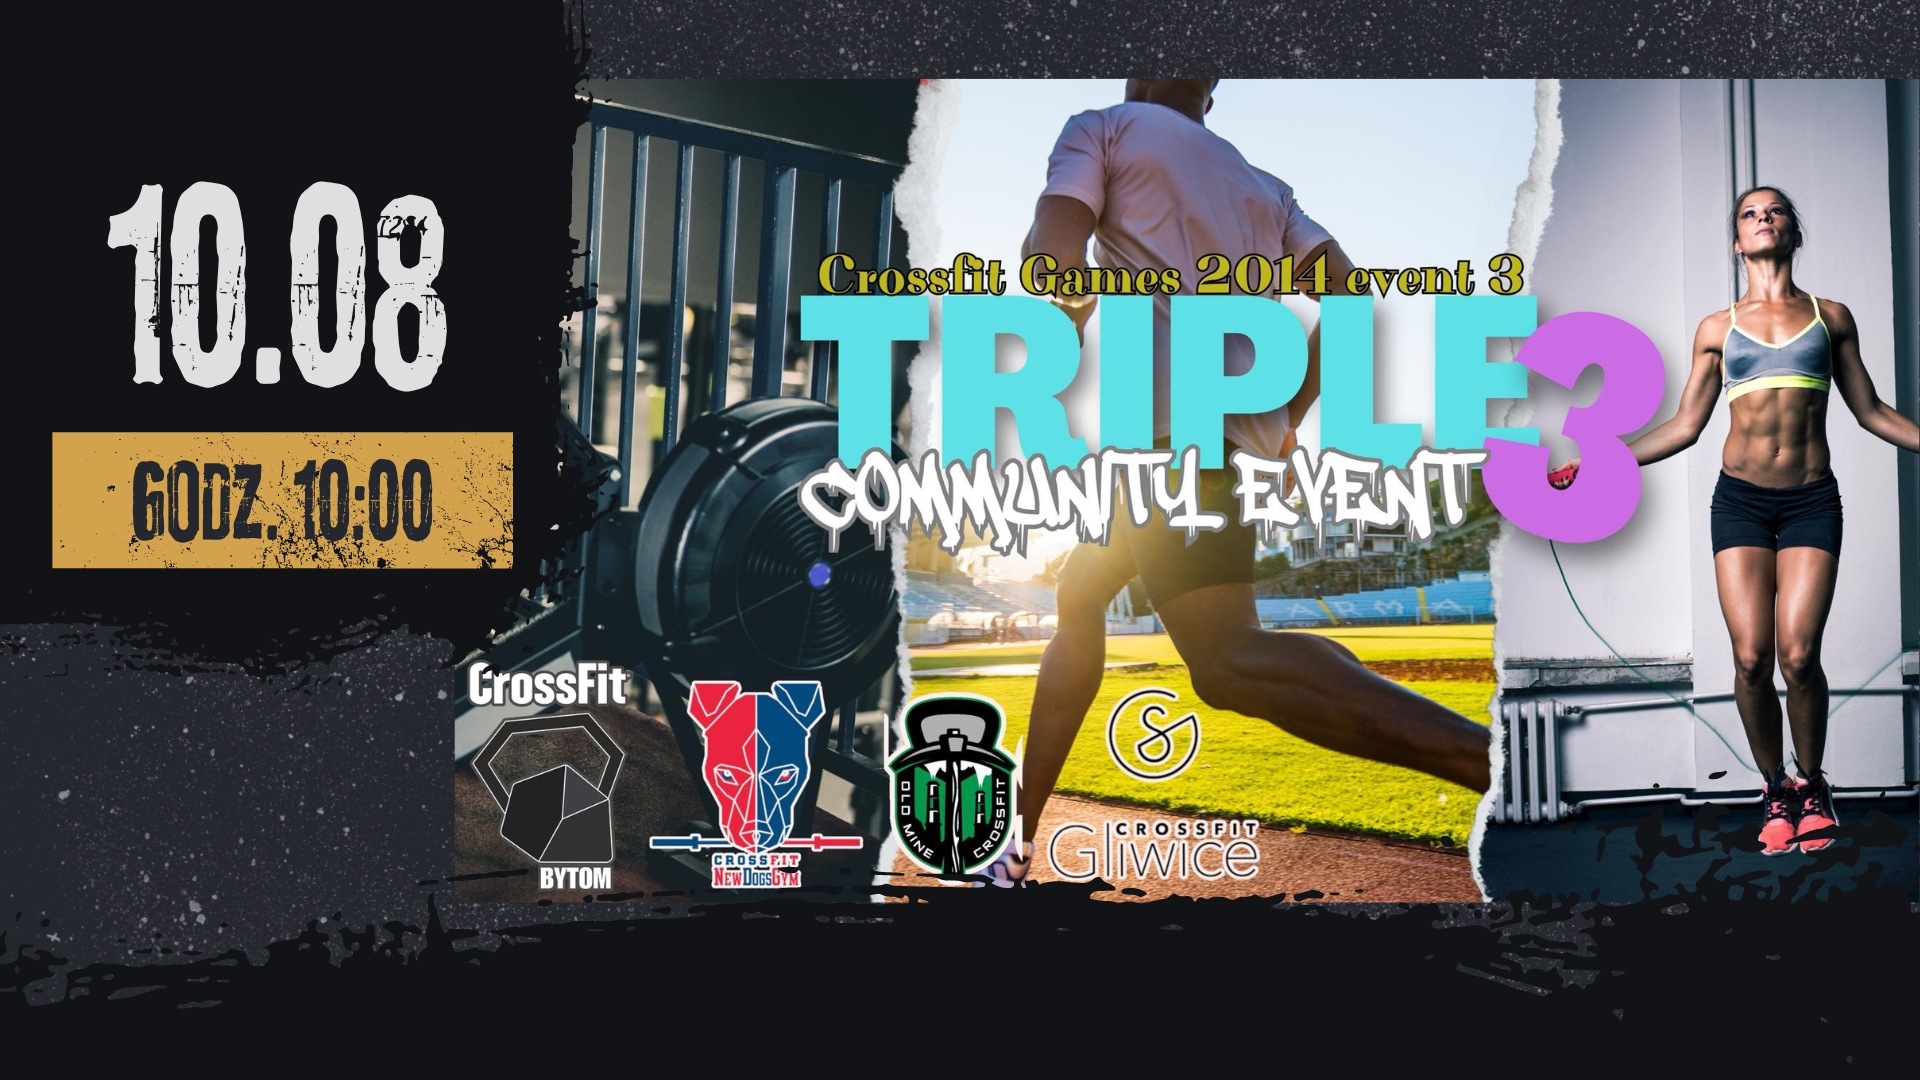 10.08
GODZ. 10:00
Crossfit Games 2014 event 3
TRIPLE 3
COMMUNITY EVENT
ARMA
CrossFit
BYTOM
CROSSFIT
NEWDOGSGYM
OLD MINE CROSSFIT
CROSSFIT
Gliwice